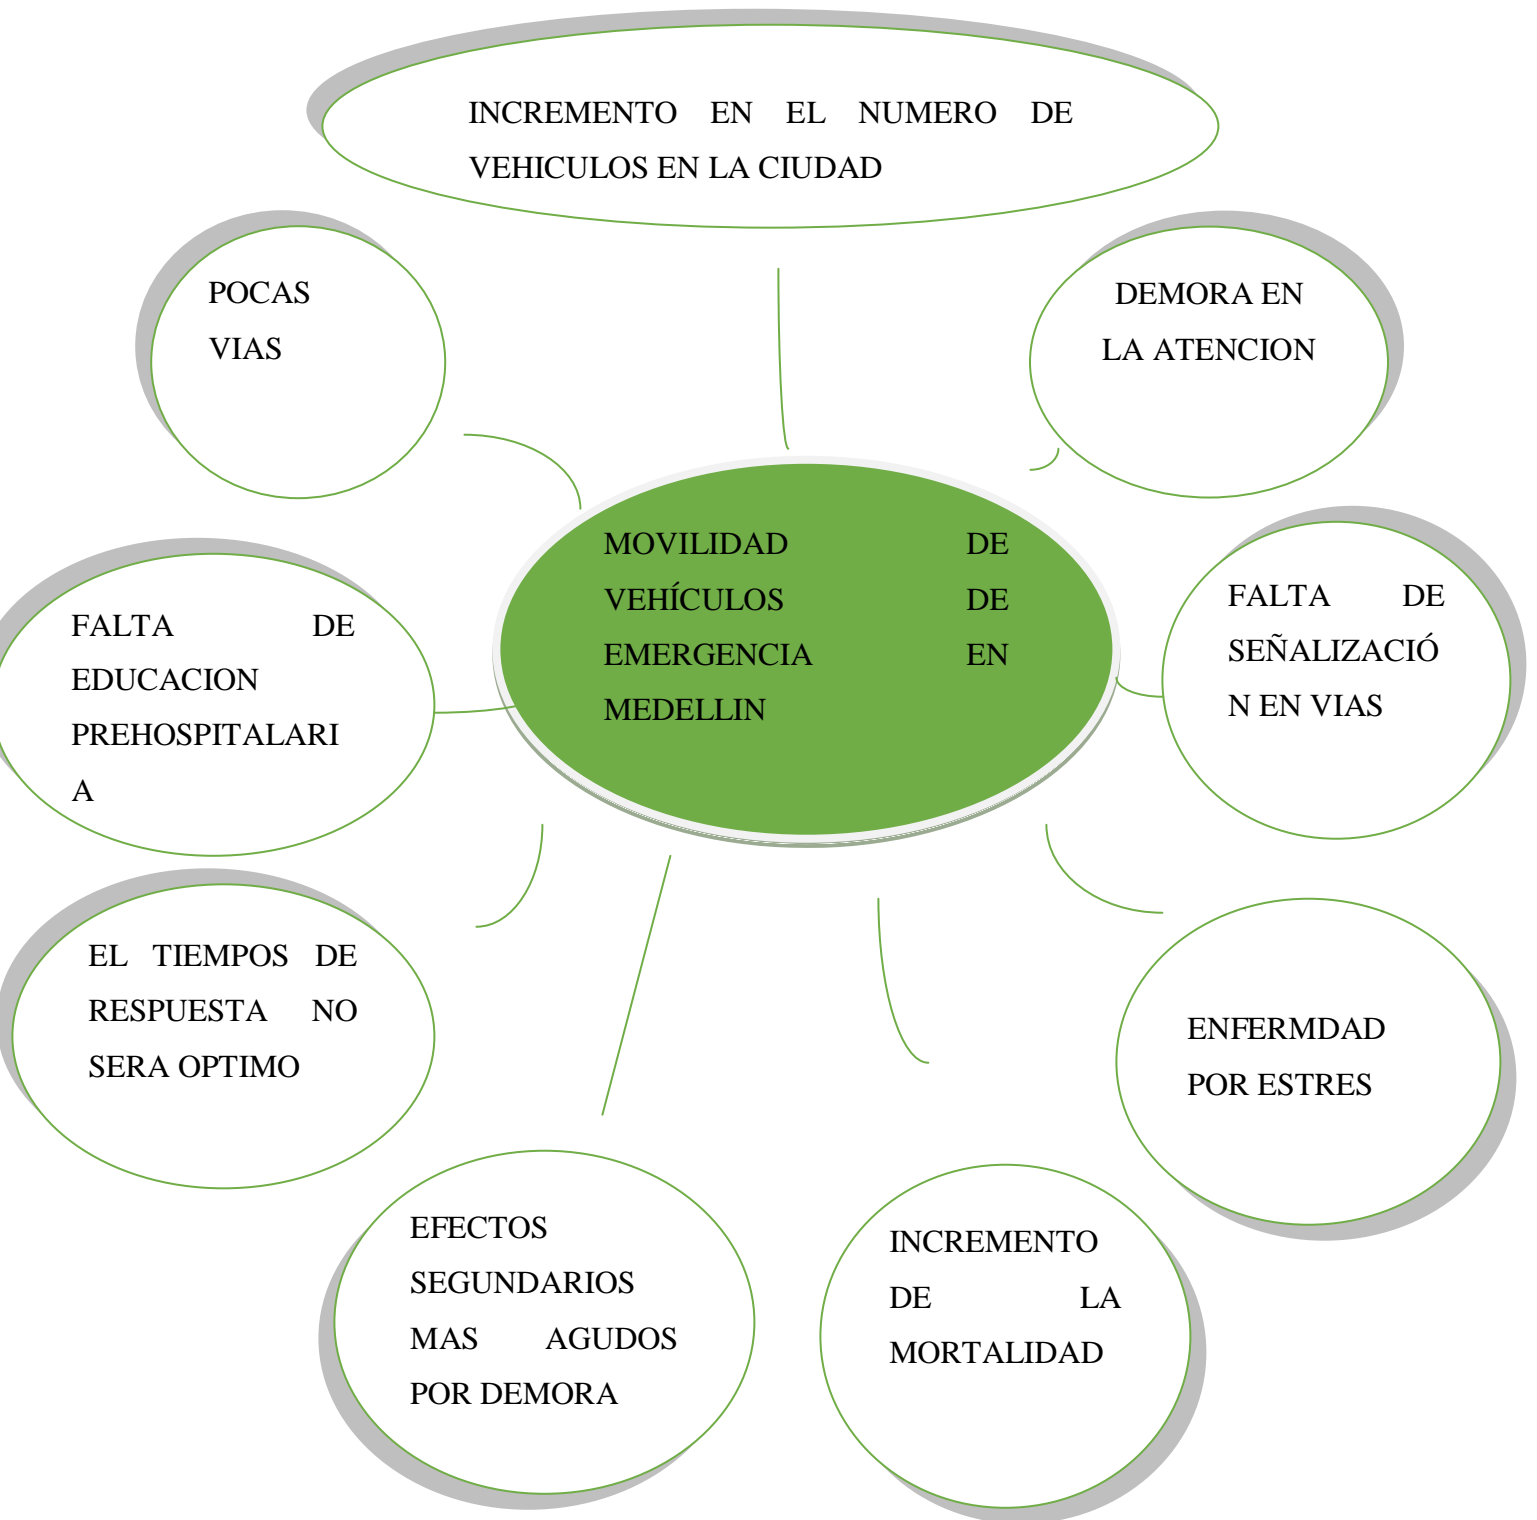 INCREMENTO EN EL NUMERO DE
VEHICULOS EN LA CIUDAD
POCAS
VIAS
DEMORA EN
LA ATENCION
MOVILIDAD DE
VEHÍCULOS DE
EMERGENCIA EN
MEDELLIN
FALTA DE
EDUCACION
PREHOSPITALARI
A
FALTA DE
SEÑALIZACIÓ
N EN VIAS
EL TIEMPOS DE
RESPUESTA NO
SERA OPTIMO
ENFERMDAD
POR ESTRES
EFECTOS
SEGUNDARIOS
MAS AGUDOS
POR DEMORA
INCREMENTO
DE LA
MORTALIDAD